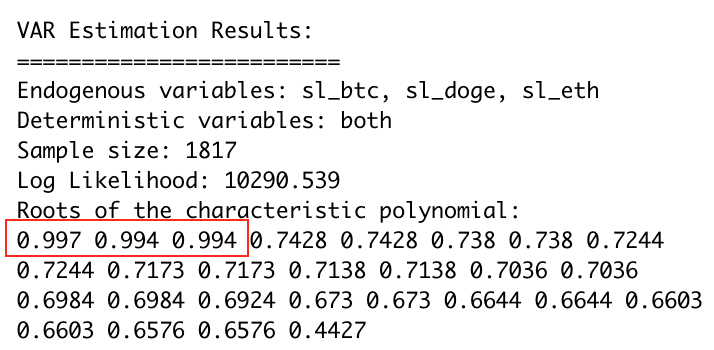 VAR Estimation Results:
=========================
Endogenous variables: sl_btc, sl_doge, sl_eth
Deterministic variables: both
Sample size: 1817
Log Likelihood: 10290.539
Roots of the characteristic polynomial:
0.997 0.994 0.994 0.7428 0.7428 0.738 0.738 0.7244
0.7244 0.7173 0.7173 0.7138 0.7138 0.7036 0.7036
0.6984 0.6984 0.6924 0.673 0.673 0.6644 0.6644 0.6603
0.6603 0.6576 0.6576 0.4427